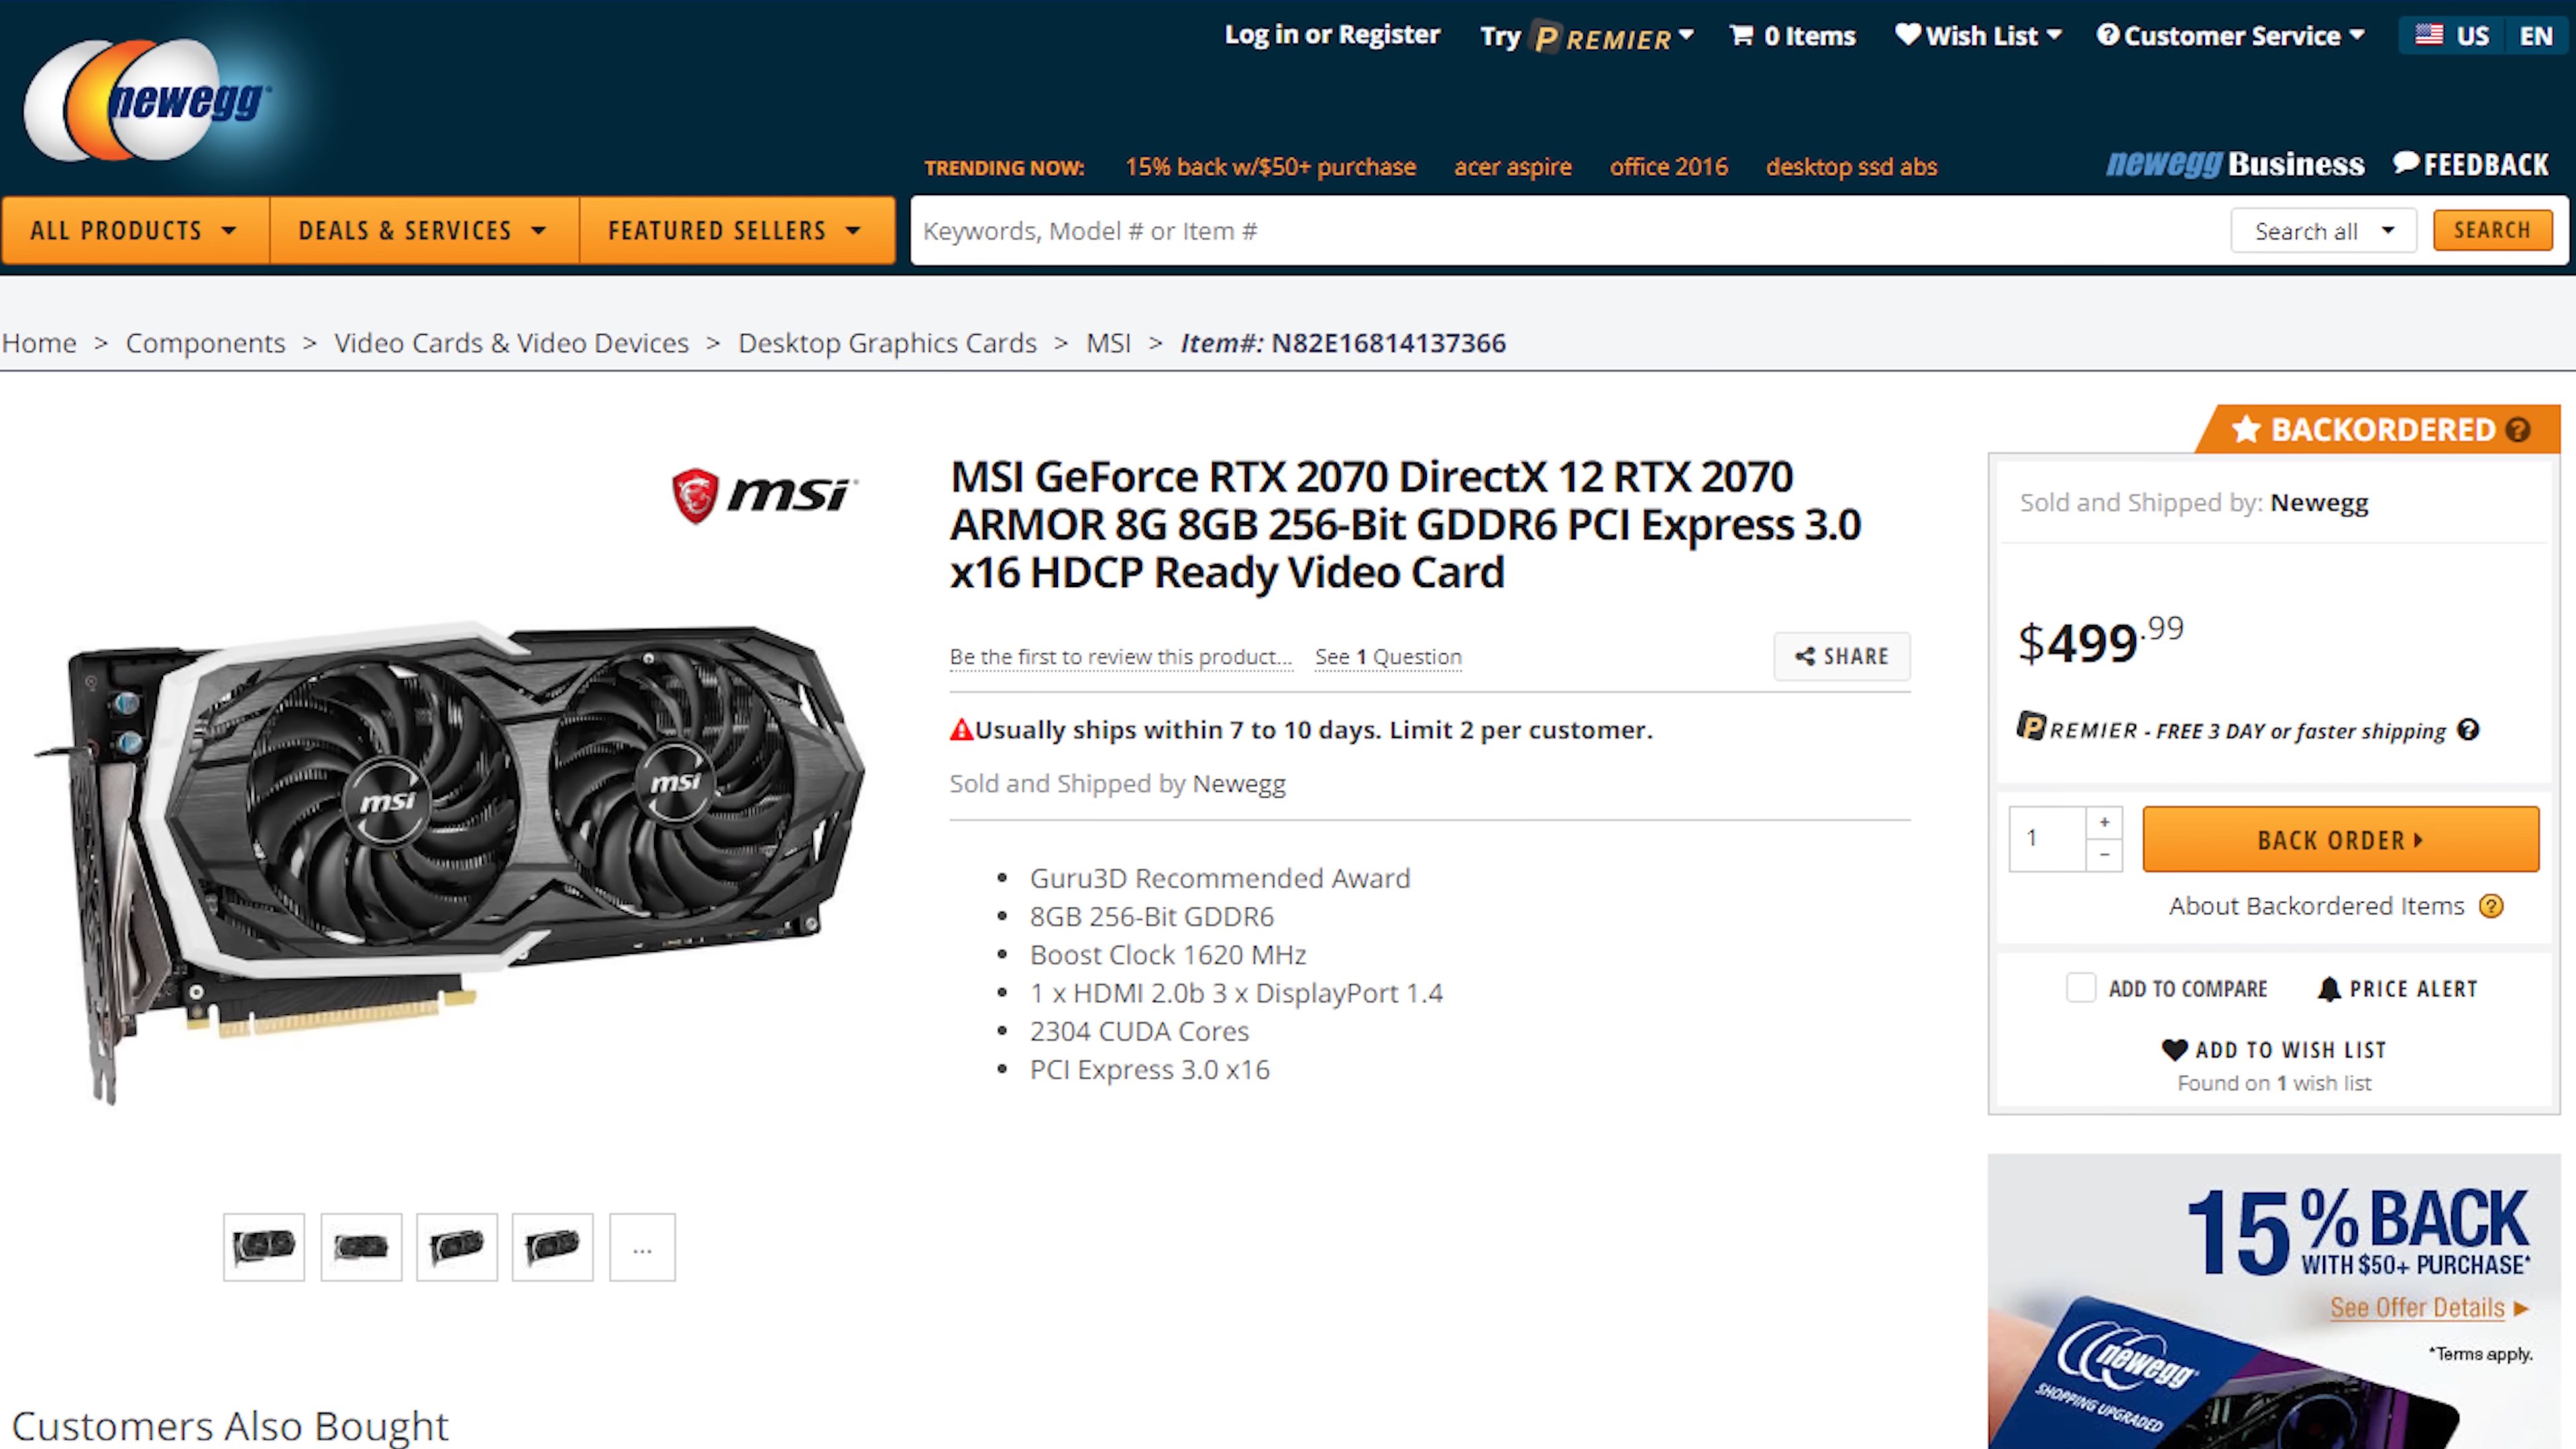 Log in or Register Try PREMIER 0 Items Wish List Customer Service US EN
newegg
TRENDING NOW: 15% back w/$50+ purchase acer aspire office 2016 desktop ssd abs newegg Business FEEDBACK
ALL PRODUCTS DEALS & SERVICES FEATURED SELLERS Keywords, Model # or Item # Search all SEARCH
Home > Components > Video Cards & Video Devices > Desktop Graphics Cards > MSI > Item#: N82E16814137366
msi
msi
msi
MSI GeForce RTX 2070 DirectX 12 RTX 2070
ARMOR 8G 8GB 256-Bit GDDR6 PCI Express 3.0
x16 HDCP Ready Video Card
Be the first to review this product... See 1 Question SHARE
Usually ships within 7 to 10 days. Limit 2 per customer.
Sold and Shipped by Newegg
• Guru3D Recommended Award
• 8GB 256-Bit GDDR6
• Boost Clock 1620 MHz
• 1 x HDMI 2.0b 3 x DisplayPort 1.4
• 2304 CUDA Cores
• PCI Express 3.0 x16
BACKORDERED ?
Sold and Shipped by: Newegg
$499.99
PREMIER - FREE 3 DAY or faster shipping ?
1 + - BACK ORDER
About Backordered Items ?
ADD TO COMPARE PRICE ALERT
ADD TO WISH LIST
Found on 1 wish list
...
15% BACK
WITH $50+ PURCHASE*
See Offer Details
*Terms apply.
newegg
SHOPPING UPGRADED
Customers Also Bought